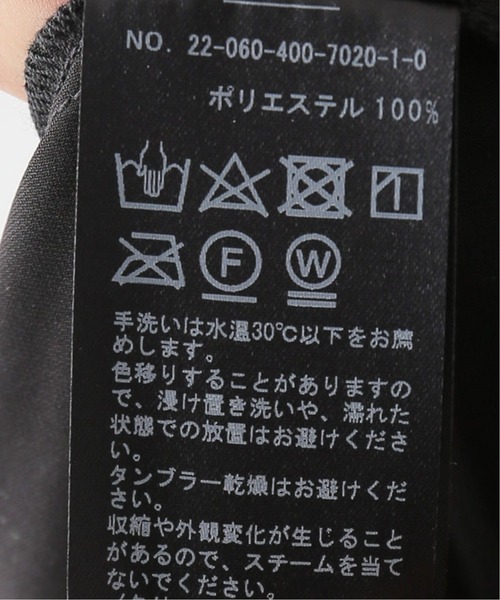 NO. 22-060-400-7020-1-0
ポリエステル 100%
F W
手洗いは水温30℃以下をお薦
めします。
色移りすることがありますの
で、浸け置き洗いや、濡れた
状態での放置はお避けくださ
い。
タンブラー乾燥はお避けくだ
さい。
収縮や外観変化が生じること
があるので、スチームを当て
ないでください。